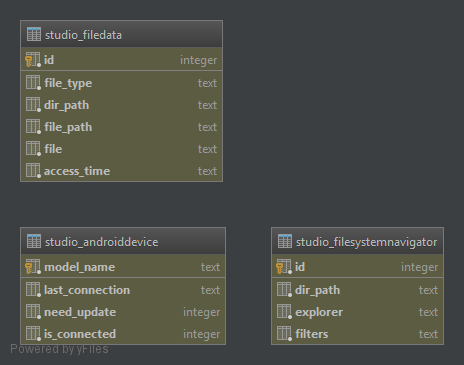 studio_filedata
id integer
file_type text
dir_path text
file_path text
file text
access_time text
studio_androiddevice
model_name text
last_connection text
need_update integer
is_connected integer
studio_filesystemnavigator
id integer
dir_path text
explorer text
filters text
Powered by yFiles